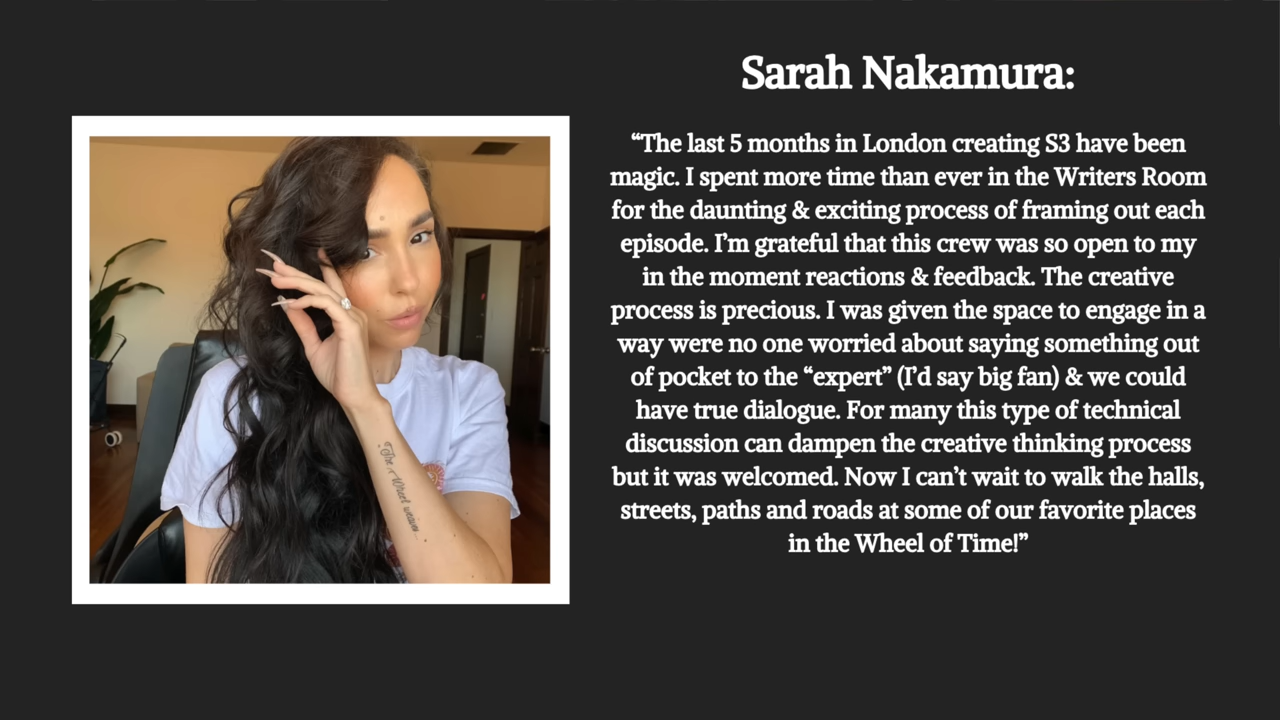 Sarah Nakamura:
“The last 5 months in London creating S3 have been
magic. I spent more time than ever in the Writers Room
for the daunting & exciting process of framing out each
episode. I’m grateful that this crew was so open to my
in the moment reactions & feedback. The creative
process is precious. I was given the space to engage in a
way were no one worried about saying something out
of pocket to the “expert” (I’d say big fan) & we could
have true dialogue. For many this type of technical
discussion can dampen the creative thinking process
but it was welcomed. Now I can’t wait to walk the halls,
streets, paths and roads at some of our favorite places
in the Wheel of Time!”
The Wheel weaves